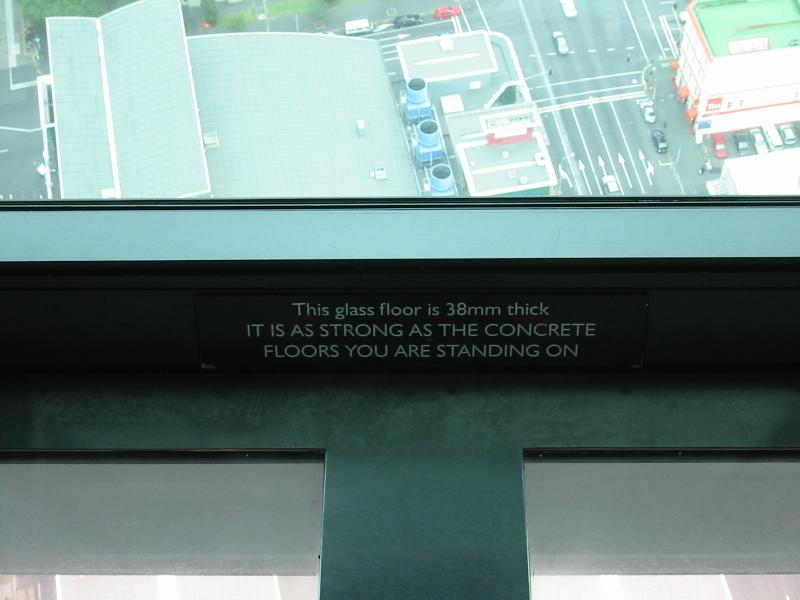 This glass floor is 38mm thick
IT IS AS STRONG AS THE CONCRETE
FLOORS YOU ARE STANDING ON